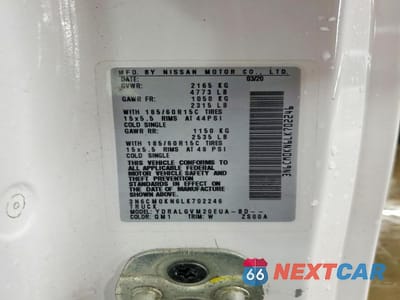 MFD. BY NISSAN MOTOR CO., LTD.
DATE: 03/20
GVWR: 2165 KG
4773 LB
GAWR FR: 1050 KG
2315 LB
WITH 185/60R15C TIRES
15x5.5 RIMS AT 44PSI
COLD SINGLE
GAWR RR: 1150 KG
2535 LB
WITH 185/60R15C TIRES
15x5.5 RIMS AT 48 PSI
COLD SINGLE
THIS VEHICLE CONFORMS TO
ALL APPLICABLE FEDERAL
MOTOR VEHICLE SAFETY AND
THEFT PREVENTION
STANDARDS IN EFFECT ON
THE DATE OF MANUFACTURE
SHOWN ABOVE.
3N6CM0KN6LK702246
TRUCK
MODEL: YDRALGVM20EUA-BD--
COLOR: QM1 TRIM: W ZS00A
3N6CM0KN6LK702246
66 NEXTCAR